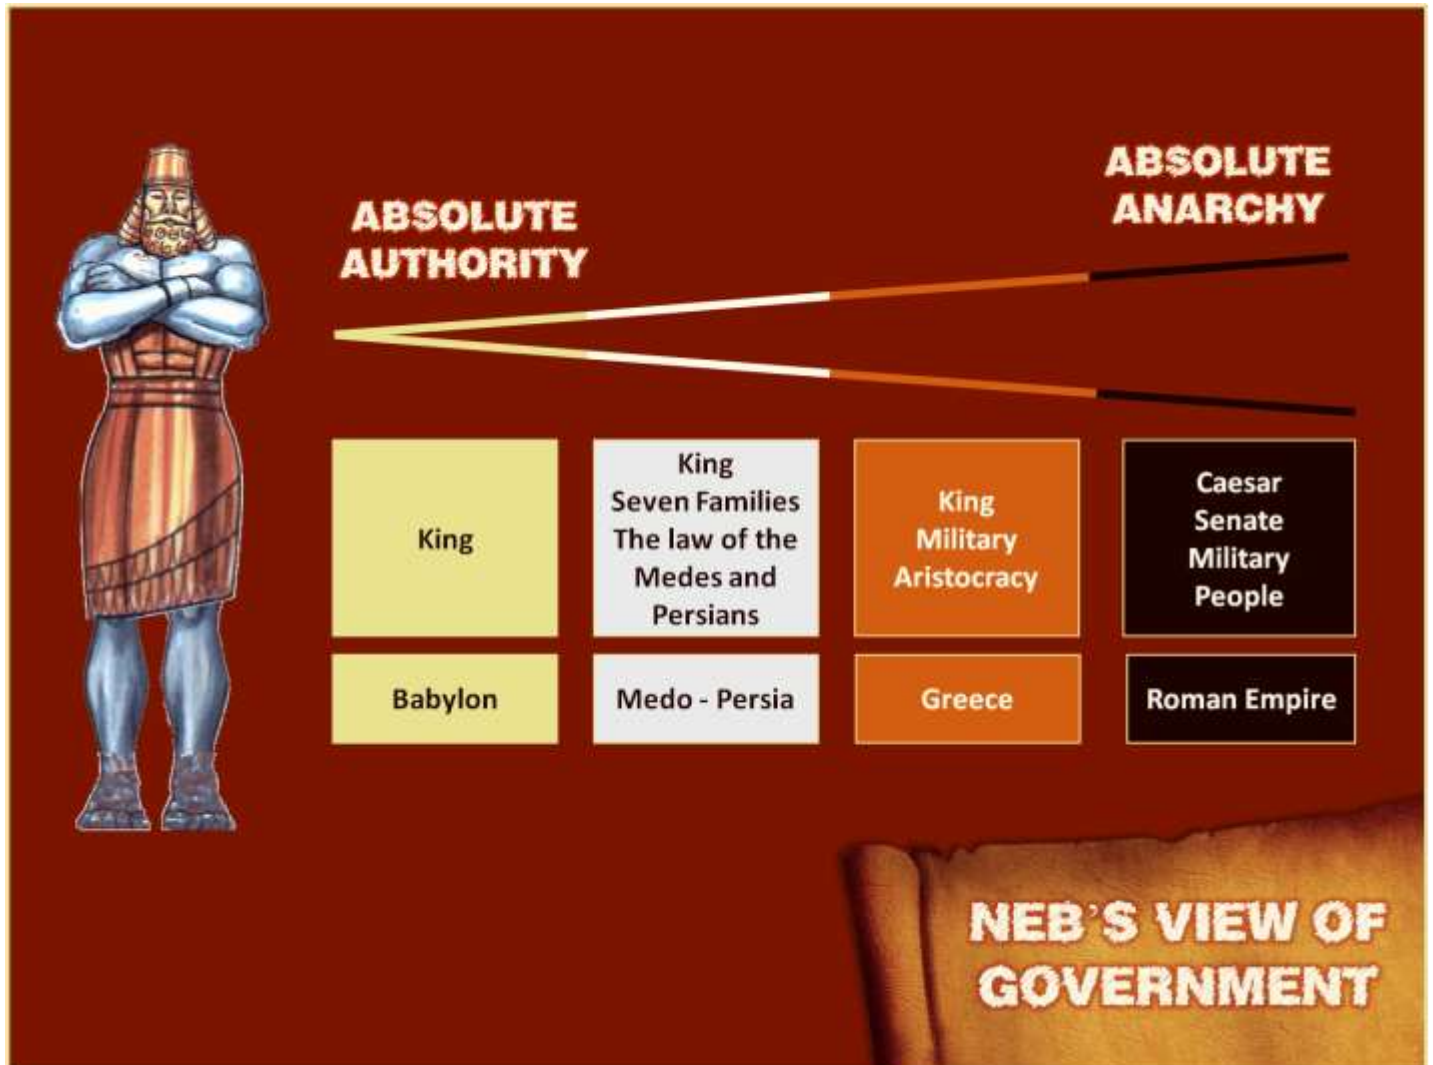 ABSOLUTE
AUTHORITY
ABSOLUTE
ANARCHY
King
King
Seven Families
The law of the
Medes and
Persians
King
Military
Aristocracy
Caesar
Senate
Military
People
Babylon
Medo - Persia
Greece
Roman Empire
NEB'S VIEW OF
GOVERNMENT